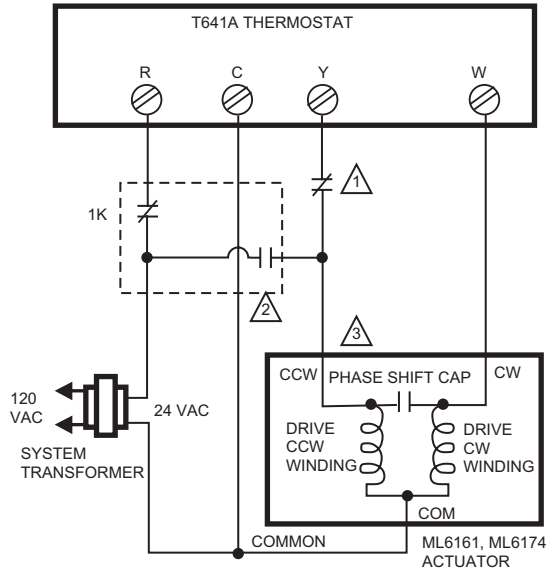 T641A THERMOSTAT
R
C
Y
W
1
1K
2
3
CCW
PHASE SHIFT CAP
CW
120
VAC
24 VAC
DRIVE
CCW
WINDING
DRIVE
CW
WINDING
SYSTEM
TRANSFORMER
COM
COMMON
ML6161, ML6174
ACTUATOR